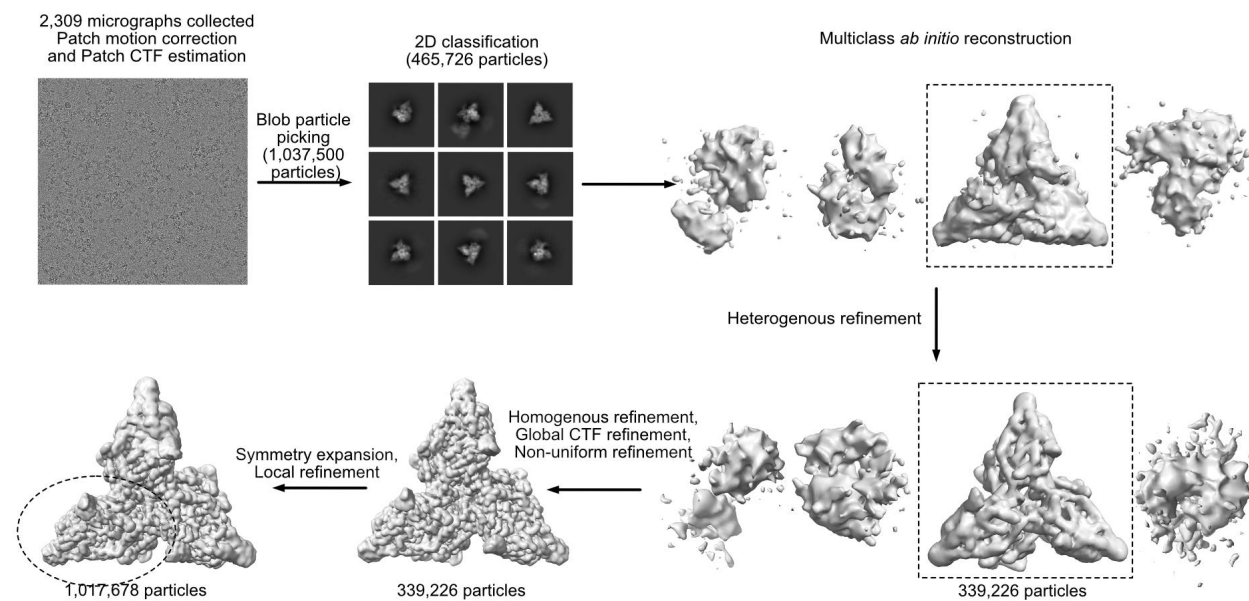 2,309 micrographs collected
Patch motion correction
and Patch CTF estimation
Blob particle
picking
(1,037,500
particles)
2D classification
(465,726 particles)
Multiclass ab initio reconstruction
Heterogenous refinement
Homogenous refinement,
Global CTF refinement,
Non-uniform refinement
Symmetry expansion,
Local refinement
1,017,678 particles
339,226 particles
339,226 particles